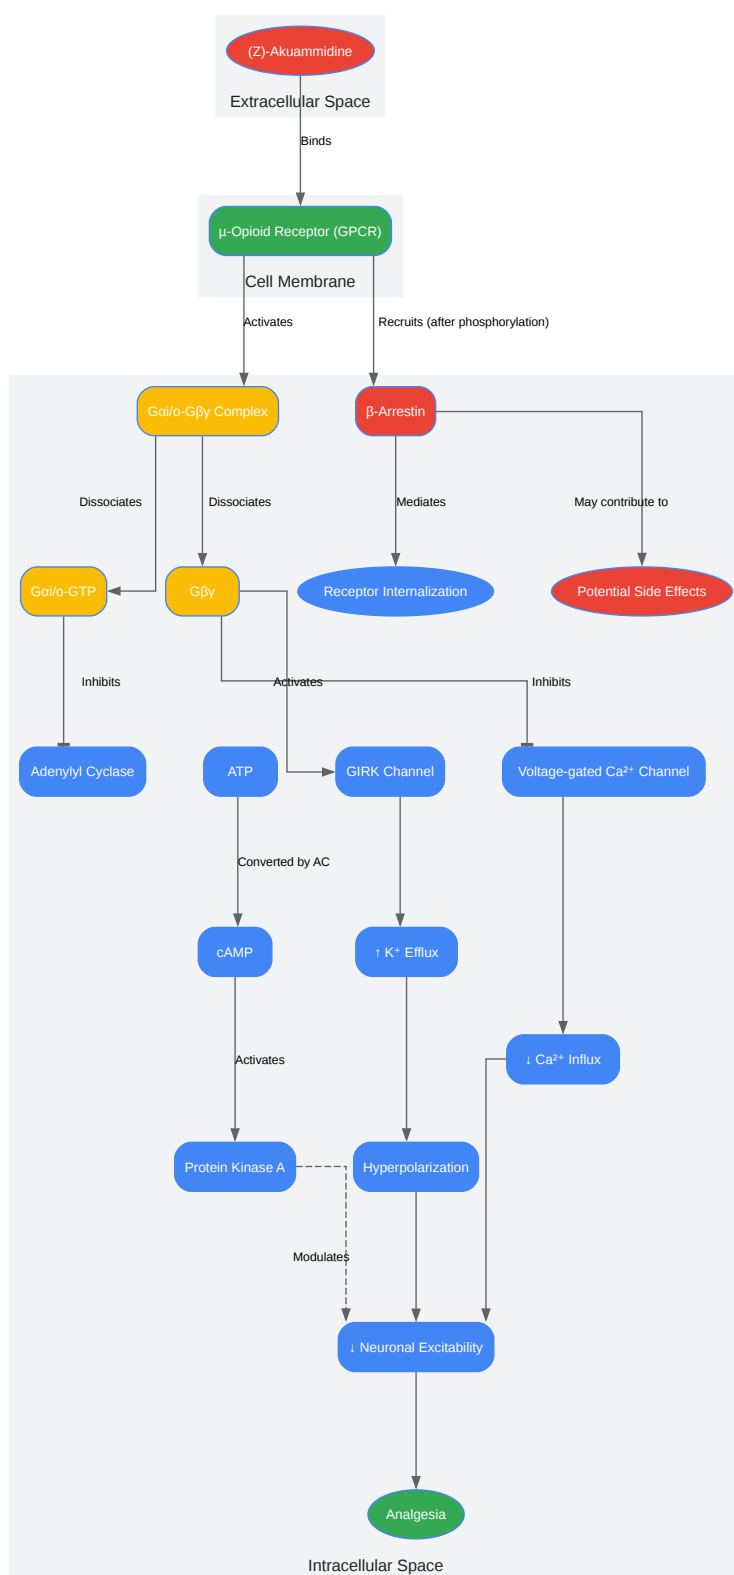 (Z)-Akuammidine
Extracellular Space
Binds
μ-Opioid Receptor (GPCR)
Cell Membrane
Activates
Recruits (after phosphorylation)
Gαi/o-Gβγ Complex
β-Arrestin
Dissociates
Dissociates
Mediates
May contribute to
Gαi/o-GTP
Gβγ
Receptor Internalization
Potential Side Effects
Inhibits
Activates
Inhibits
Adenylyl Cyclase
ATP
GIRK Channel
Voltage-gated Ca²⁺ Channel
Converted by AC
cAMP
↑ K⁺ Efflux
Activates
↓ Ca²⁺ Influx
Protein Kinase A
Hyperpolarization
Modulates
↓ Neuronal Excitability
Analgesia
Intracellular Space